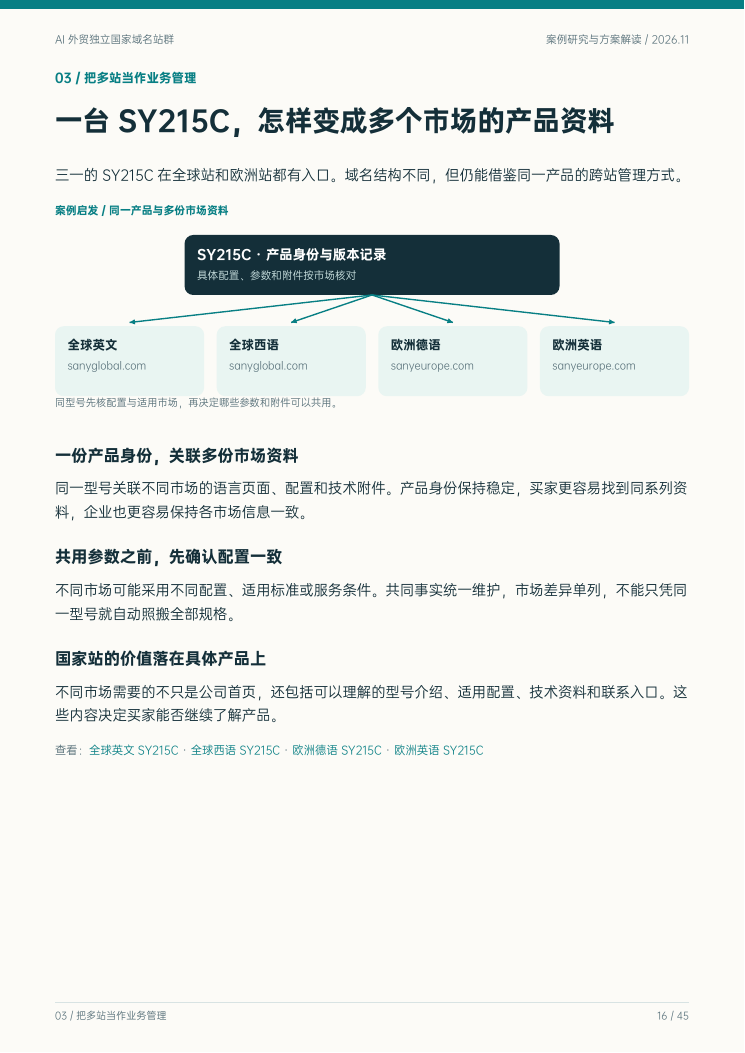 AI 外贸独立国家域名站群
案例研究与方案解读 / 2026.11
03 / 把多站当作业务管理
一台 SY215C，怎样变成多个市场的产品资料
三一的 SY215C 在全球站和欧洲站都有入口。域名结构不同，但仍能借鉴同一产品的跨站管理方式。
案例启发 / 同一产品与多份市场资料
SY215C · 产品身份与版本记录
具体配置、参数和附件按市场核对
全球英文
sanyglobal.com
全球西语
sanyglobal.com
欧洲德语
sanyeurope.com
欧洲英语
sanyeurope.com
同型号先核配置与适用市场，再决定哪些参数和附件可以共用。
一份产品身份，关联多份市场资料
同一型号关联不同市场的语言页面、配置和技术附件。产品身份保持稳定，买家更容易找到同系列资
料，企业也更容易保持各市场信息一致。
共用参数之前，先确认配置一致
不同市场可能采用不同配置、适用标准或服务条件。共同事实统一维护，市场差异单列，不能只凭同
一型号就自动照搬全部规格。
国家站的价值落在具体产品上
不同市场需要的不只是公司首页，还包括可以理解的型号介绍、适用配置、技术资料和联系入口。这
些内容决定买家能否继续了解产品。
查看：全球英文 SY215C · 全球西语 SY215C · 欧洲德语 SY215C · 欧洲英语 SY215C
03 / 把多站当作业务管理
16 / 45